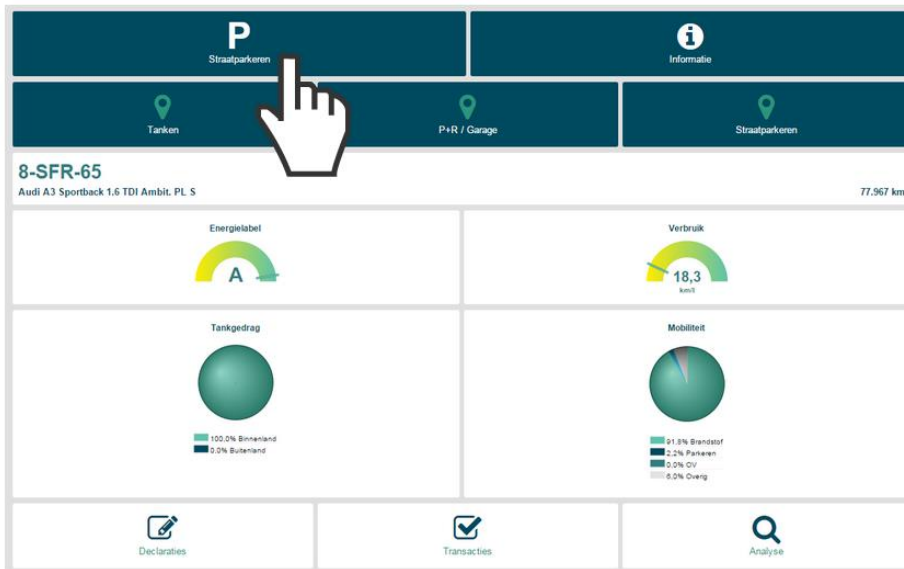 P
Straatparkeren
Informatie
Tanken
P+R / Garage
Straatparkeren
8-SFR-65
Audi A3 Sportback 1,6 TDI Ambit. PL S
77.967 km
Energielabel
A
Verbruik
18,3
km/l
Tankgedrag
100,0% Binnenland
0,0% Buitenland
Mobiliteit
91,8% Brandstof
2,2% Parkeren
0,0% OV
6,0% Overig
Declaraties
Transacties
Analyse